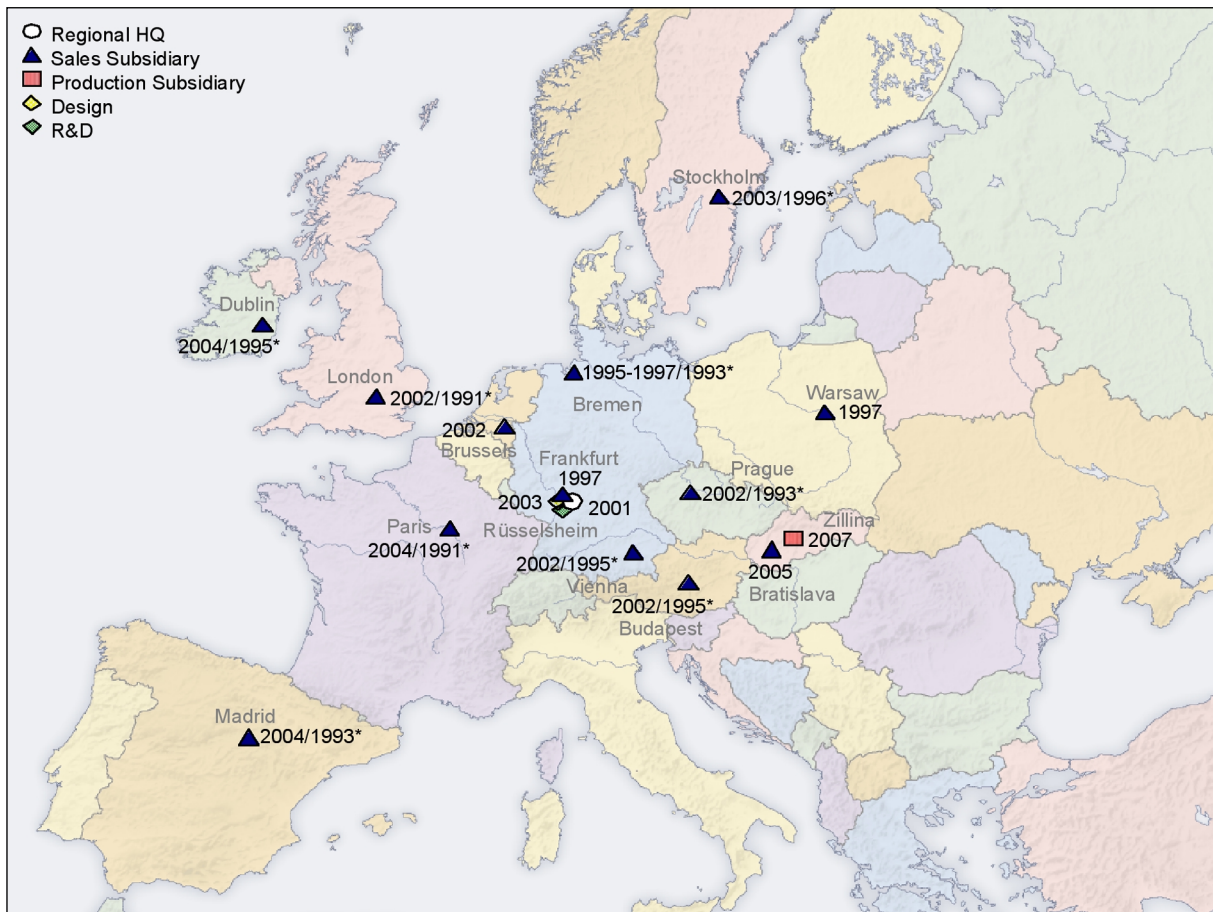 Regional HQ
Sales Subsidiary
Production Subsidiary
Design
R&D
Stockholm
2003/1996*
Dublin
2004/1995*
London
2002/1991*
1995-1997/1993*
Bremen
Warsaw
1997
2002
Brussels
Frankfurt
1997
2003
2001
Rüsselsheim
Prague
2002/1993*
Paris
2004/1991*
Zillina
2007
2005
Bratislava
2002/1995*
Vienna
2002/1995*
Budapest
Madrid
2004/1993*